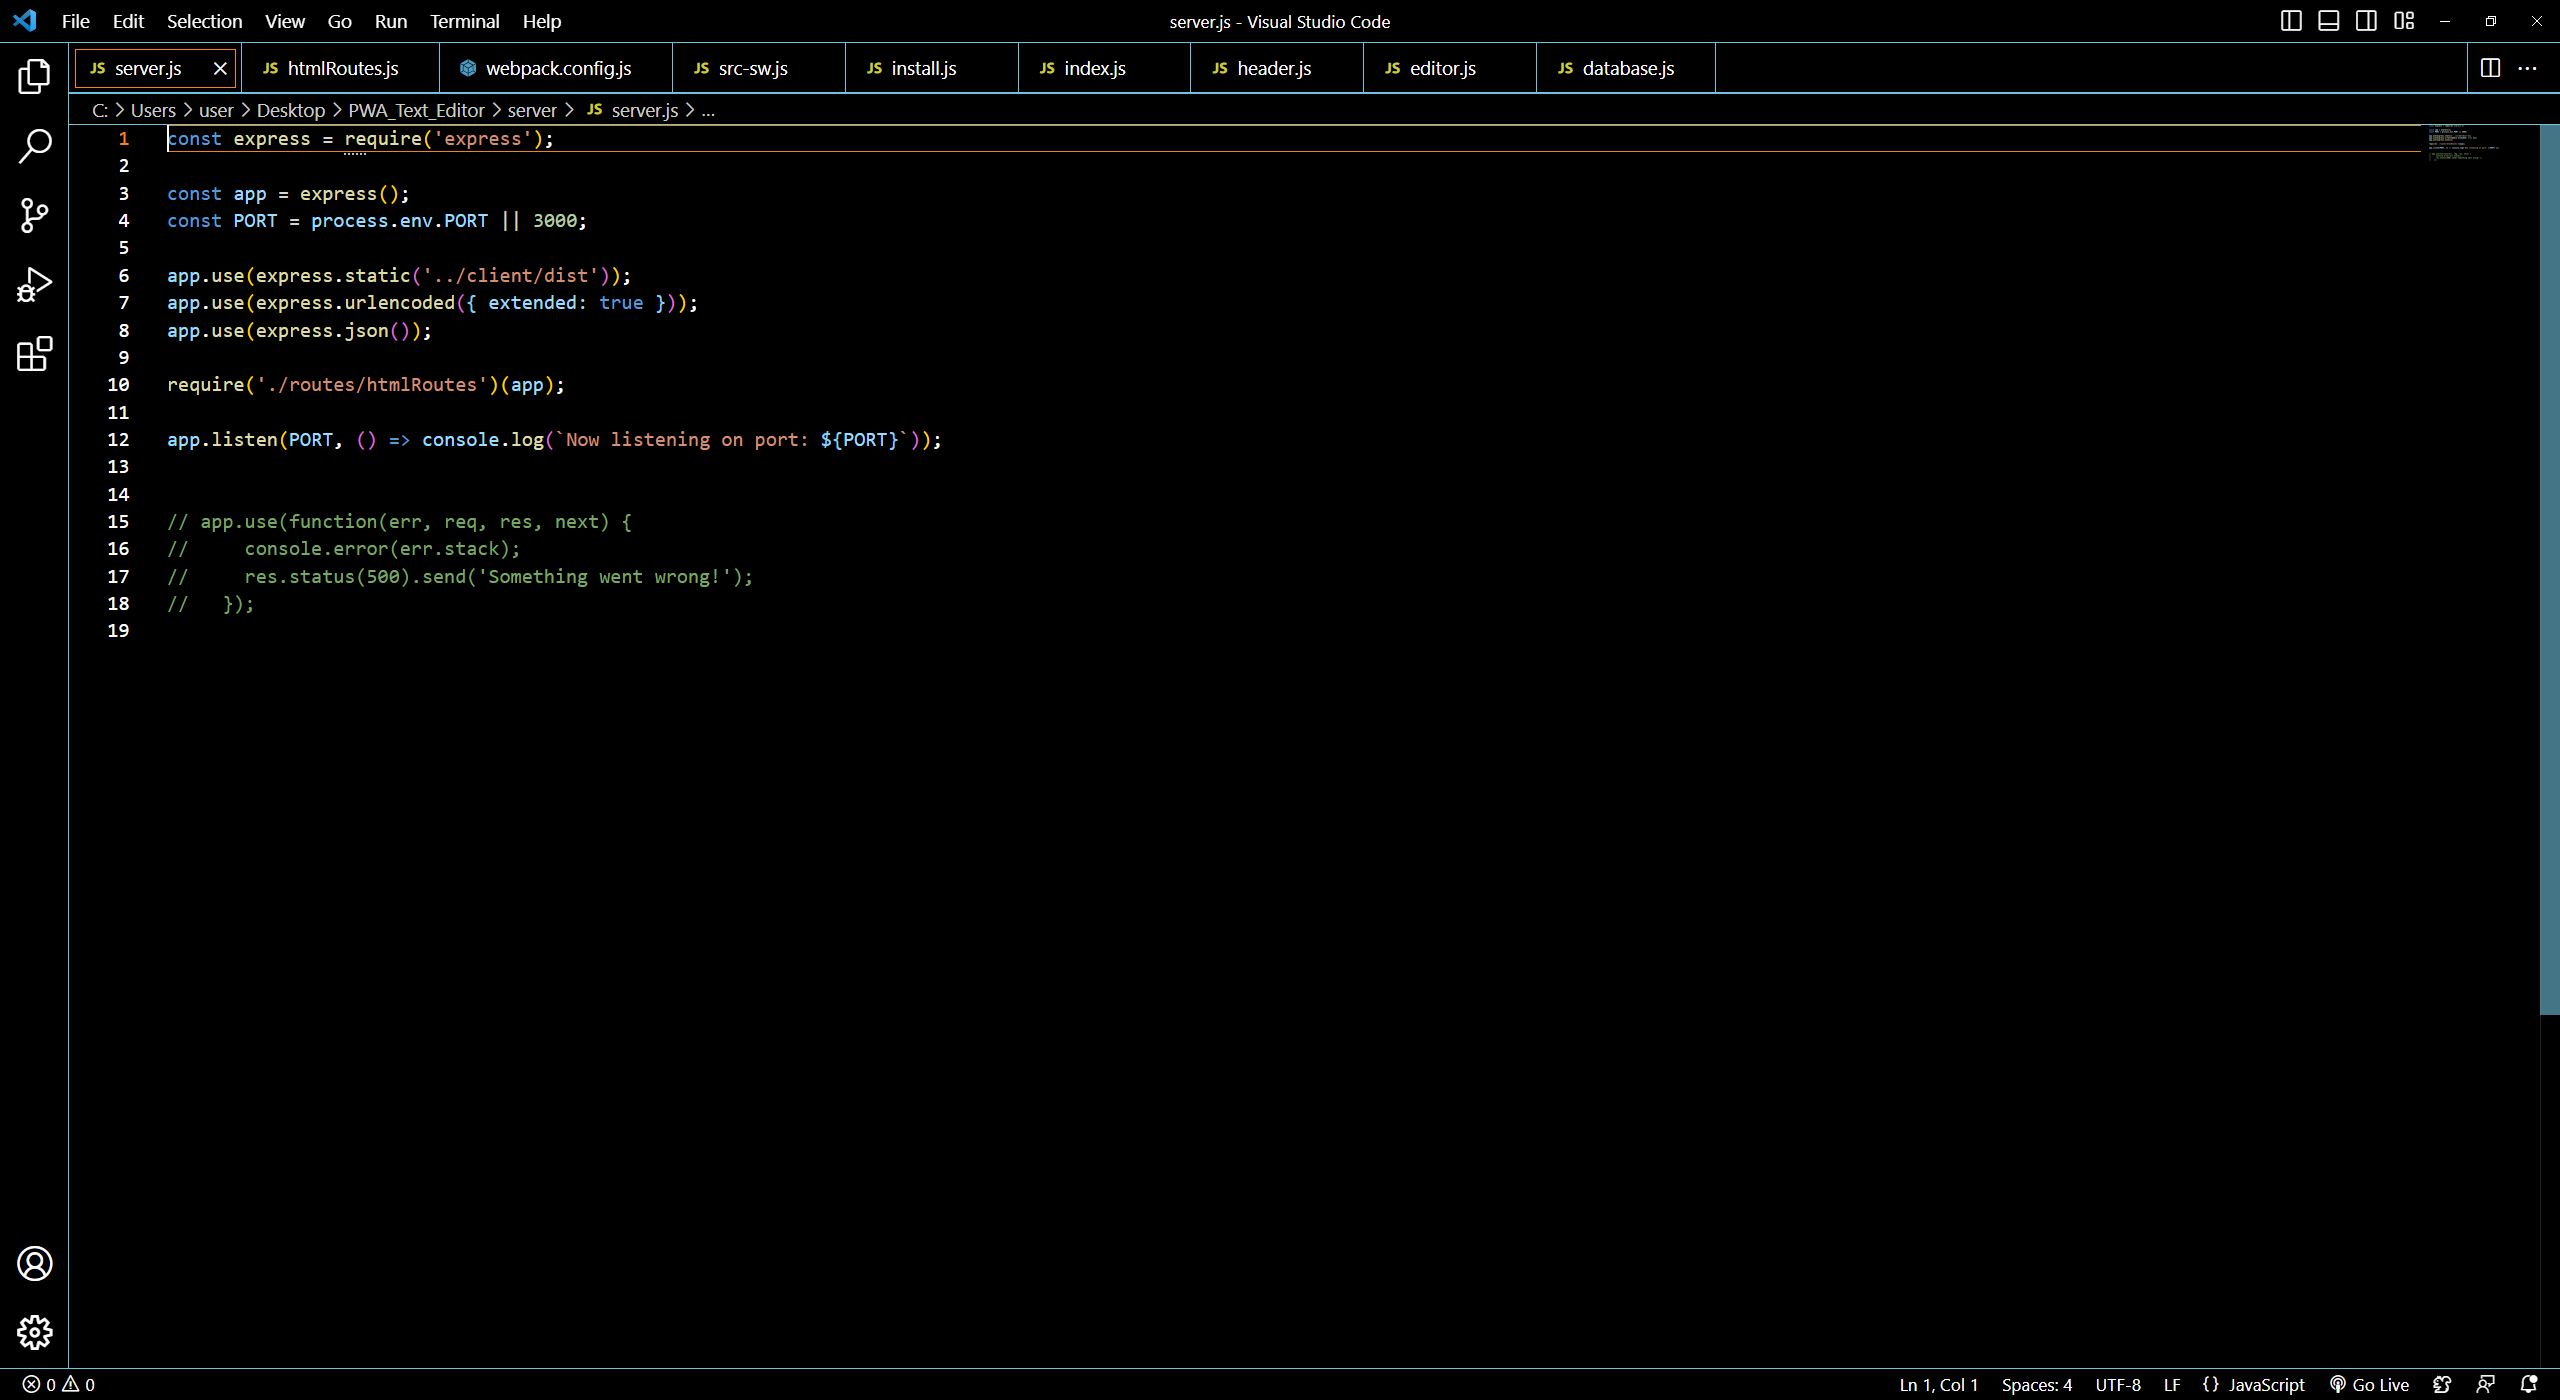 File Edit Selection View Go Run Terminal Help server.js - Visual Studio Code
JS server.js JS htmlRoutes.js webpack.config.js JS src-sw.js JS install.js JS index.js JS header.js JS editor.js JS database.js
C: > Users > user > Desktop > PWA_Text_Editor > server > JS server.js > ...
1 const express = require('express');
2
3 const app = express();
4 const PORT = process.env.PORT || 3000;
5
6 app.use(express.static('../client/dist'));
7 app.use(express.urlencoded({ extended: true }));
8 app.use(express.json());
9
10 require('./routes/htmlRoutes')(app);
11
12 app.listen(PORT, () => console.log(`Now listening on port: ${PORT}`));
13
14
15 // app.use(function(err, req, res, next) {
16 //     console.error(err.stack);
17 //     res.status(500).send('Something went wrong!');
18 //   });
19
0 0 Ln 1, Col 1 Spaces: 4 UTF-8 LF {} JavaScript Go Live